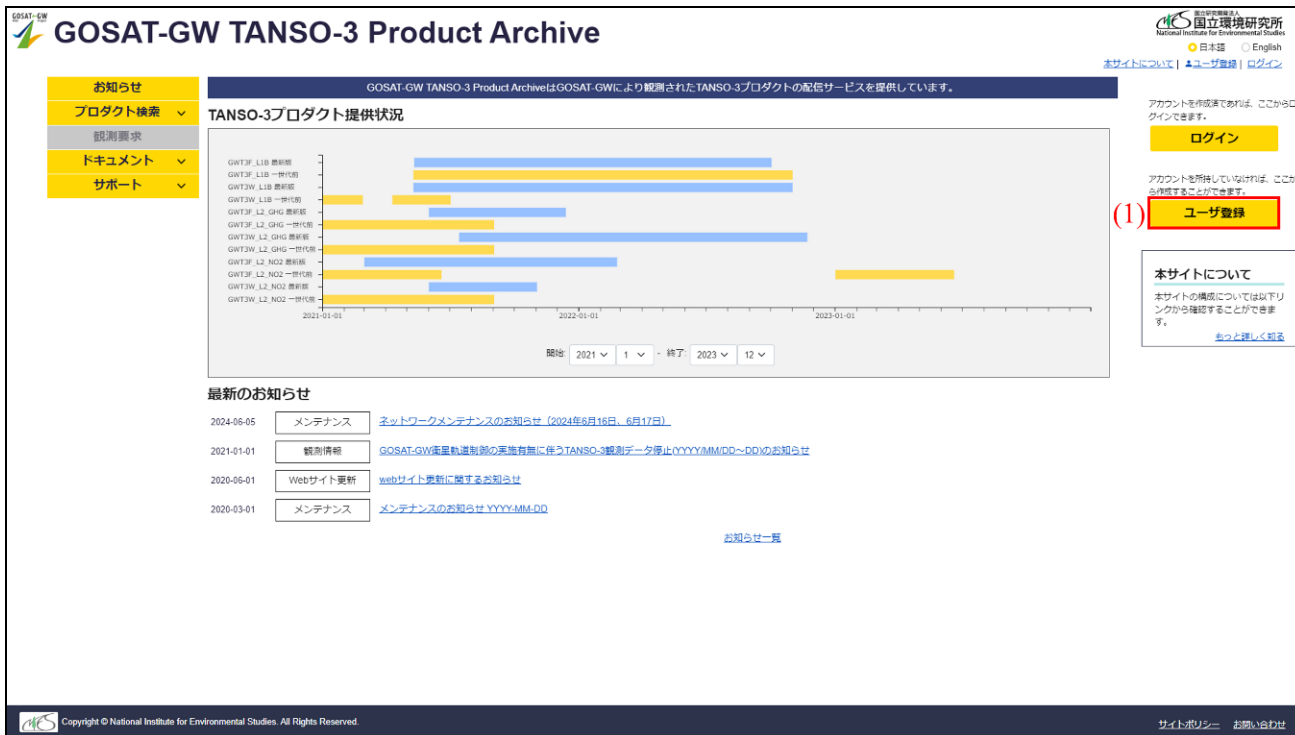 GOSAT-GW
GOSAT-GW TANSO-3 Product Archive
国立研究開発法人
国立環境研究所
National Institute for Environmental Studies
日本語 English
本サイトについて | ユーザ登録 | ログイン
お知らせ
プロダクト検索
観測要求
ドキュメント
サポート
GOSAT-GW TANSO-3 Product ArchiveはGOSAT-GWにより観測されたTANSO-3プロダクトの配信サービスを提供しています。
TANSO-3プロダクト提供状況
GWT3F_L1B 最新版
GWT3F_L1B 一世代前
GWT3W_L1B 最新版
GWT3W_L1B 一世代前
GWT3F_L2_GHG 最新版
GWT3F_L2_GHG 一世代前
GWT3W_L2_GHG 最新版
GWT3W_L2_GHG 一世代前
GWT3F_L2_NO2 最新版
GWT3F_L2_NO2 一世代前
GWT3W_L2_NO2 最新版
GWT3W_L2_NO2 一世代前
2021-01-01 2022-01-01 2023-01-01
開始: 2021 1 - 終了: 2023 12
最新のお知らせ
2024-06-05 メンテナンス ネットワークメンテナンスのお知らせ（2024年6月16日、6月17日）
2021-01-01 観測情報 GOSAT-GW衛星軌道制御の実施有無に伴うTANSO-3観測データ停止(YYYY/MM/DD～DD)のお知らせ
2020-06-01 Webサイト更新 webサイト更新に関するお知らせ
2020-03-01 メンテナンス メンテナンスのお知らせ YYYY-MM-DD
お知らせ一覧
アカウントを作成済であれば、ここからロ
グインできます。
ログイン
アカウントを所持していなければ、ここか
ら作成することができます。
(1) ユーザ登録
本サイトについて
本サイトの構成については以下リ
ンクから確認することができま
す。
もっと詳しく知る
Copyright © National Institute for Environmental Studies. All Rights Reserved.
サイトポリシー お問い合わせ